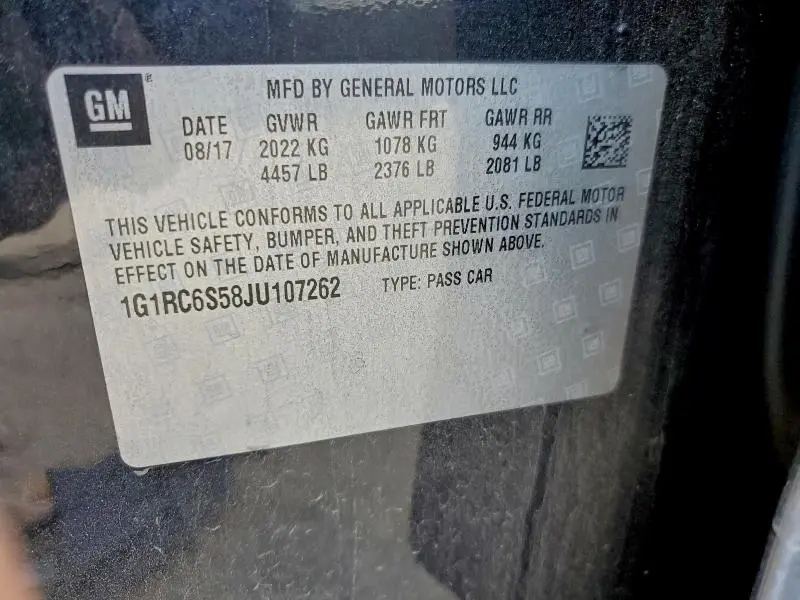 GM
MFD BY GENERAL MOTORS LLC
DATE GVWR GAWR FRT GAWR RR
08/17 2022 KG 1078 KG 944 KG
4457 LB 2376 LB 2081 LB
THIS VEHICLE CONFORMS TO ALL APPLICABLE U.S. FEDERAL MOTOR
VEHICLE SAFETY, BUMPER, AND THEFT PREVENTION STANDARDS IN
EFFECT ON THE DATE OF MANUFACTURE SHOWN ABOVE.
1G1RC6S58JU107262 TYPE: PASS CAR